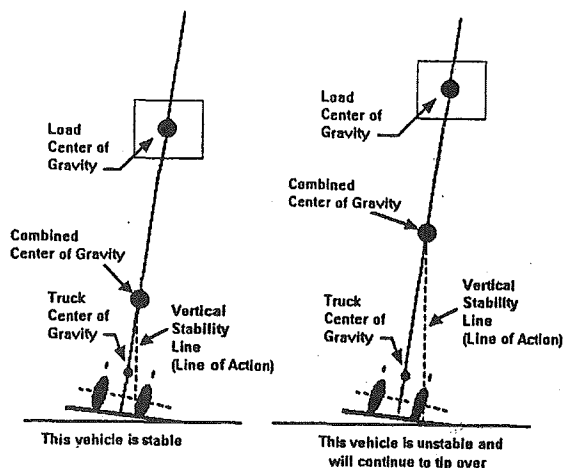 Load
Center of
Gravity
Combined
Center of Gravity
Truck
Center of
Gravity
Vertical
Stability
Line
(Line of Action)
This vehicle is stable
Load
Center of
Gravity
Combined
Center of Gravity
Truck
Center of
Gravity
Vertical
Stability
Line
(Line of Action)
This vehicle is unstable and
will continue to tip over